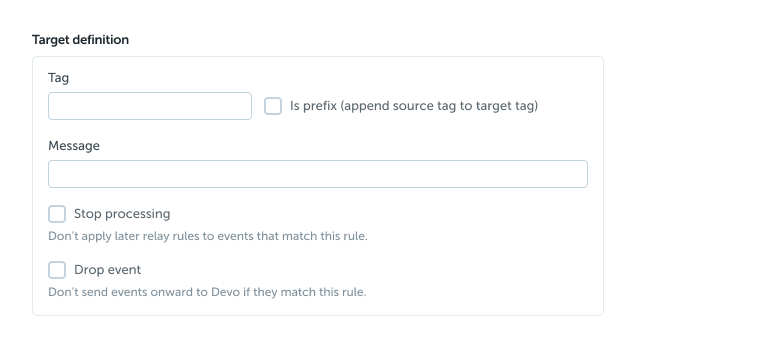 Target definition
Tag
Is prefix (append source tag to target tag)
Message
Stop processing
Don't apply later relay rules to events that match this rule.
Drop event
Don't send events onward to Devo if they match this rule.